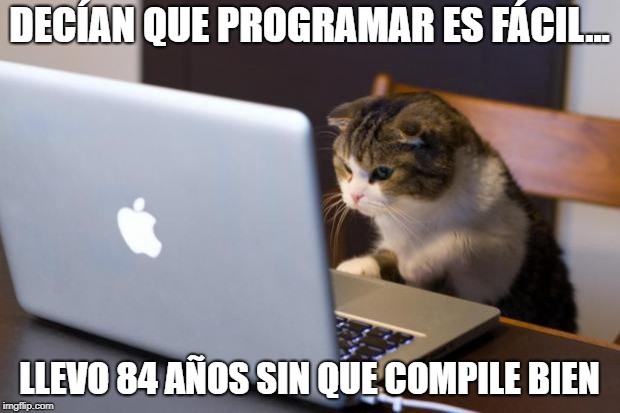 DECÍAN QUE PROGRAMAR ES FÁCIL...
LLEVO 84 AÑOS SIN QUE COMPILE BIEN
imgflip.com